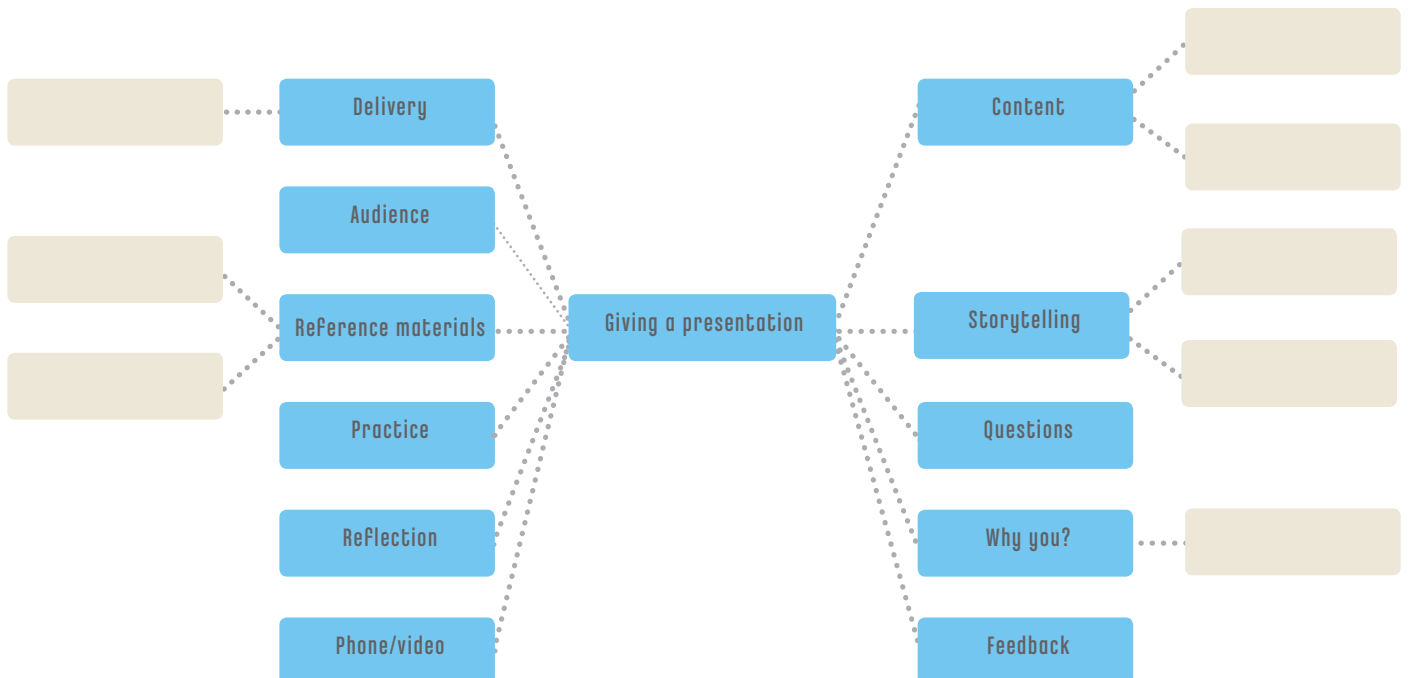 Delivery
Content
Audience
Reference materials
Giving a presentation
Storytelling
Practice
Questions
Reflection
Why you?
Phone/video
Feedback